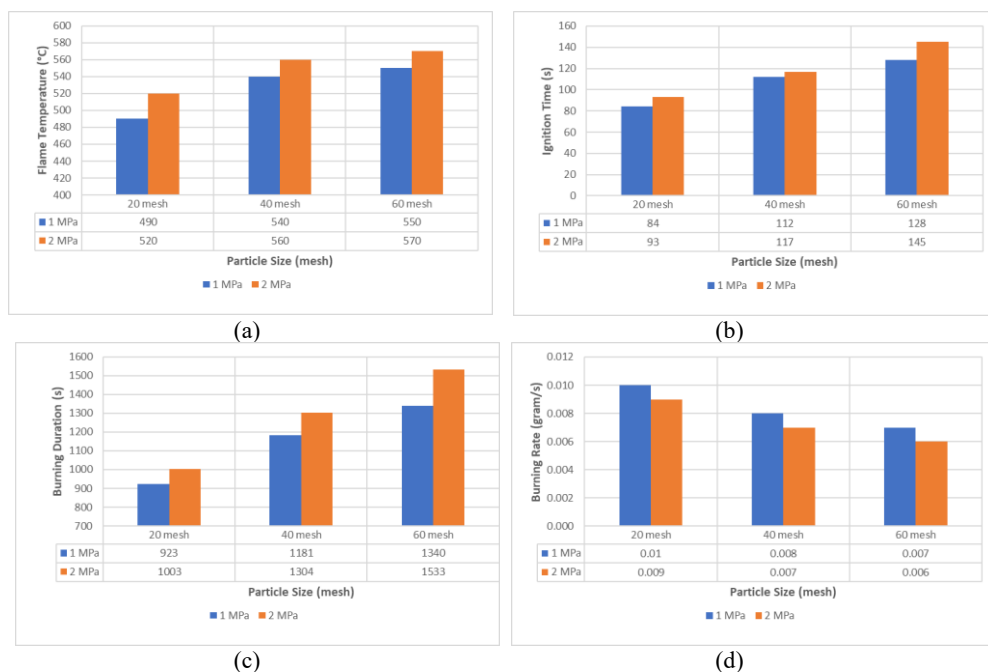 Flame Temperature (°C)
600
580
560
540
520
500
480
460
440
420
400
20 mesh 40 mesh 60 mesh
1 MPa 490 540 550
2 MPa 520 560 570
Particle Size (mesh)
1 MPa 2 MPa
(a)
Ignition Time (s)
160
140
120
100
80
60
40
20
0
20 mesh 40 mesh 60 mesh
1 MPa 84 112 128
2 MPa 93 117 145
Particle Size (mesh)
1 MPa 2 MPa
(b)
Burning Duration (s)
1600
1500
1400
1300
1200
1100
1000
900
800
700
20 mesh 40 mesh 60 mesh
1 MPa 923 1181 1340
2 MPa 1003 1304 1533
Particle Size (mesh)
1 MPa 2 MPa
(c)
Burning Rate (gram/s)
0.012
0.010
0.008
0.006
0.004
0.002
0.000
20 mesh 40 mesh 60 mesh
1 MPa 0.01 0.008 0.007
2 MPa 0.009 0.007 0.006
Particle Size (mesh)
1 MPa 2 MPa
(d)